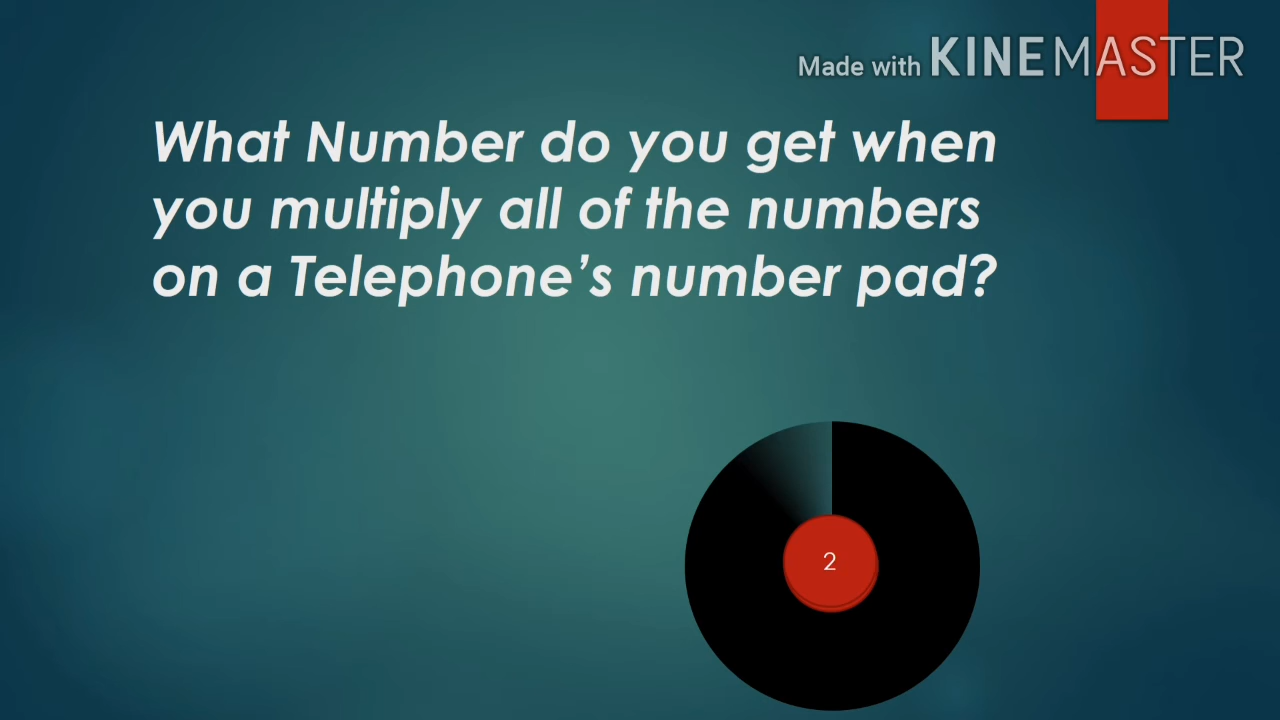 Made with KINEMASTER
What Number do you get when
you multiply all of the numbers
on a Telephone’s number pad?
2